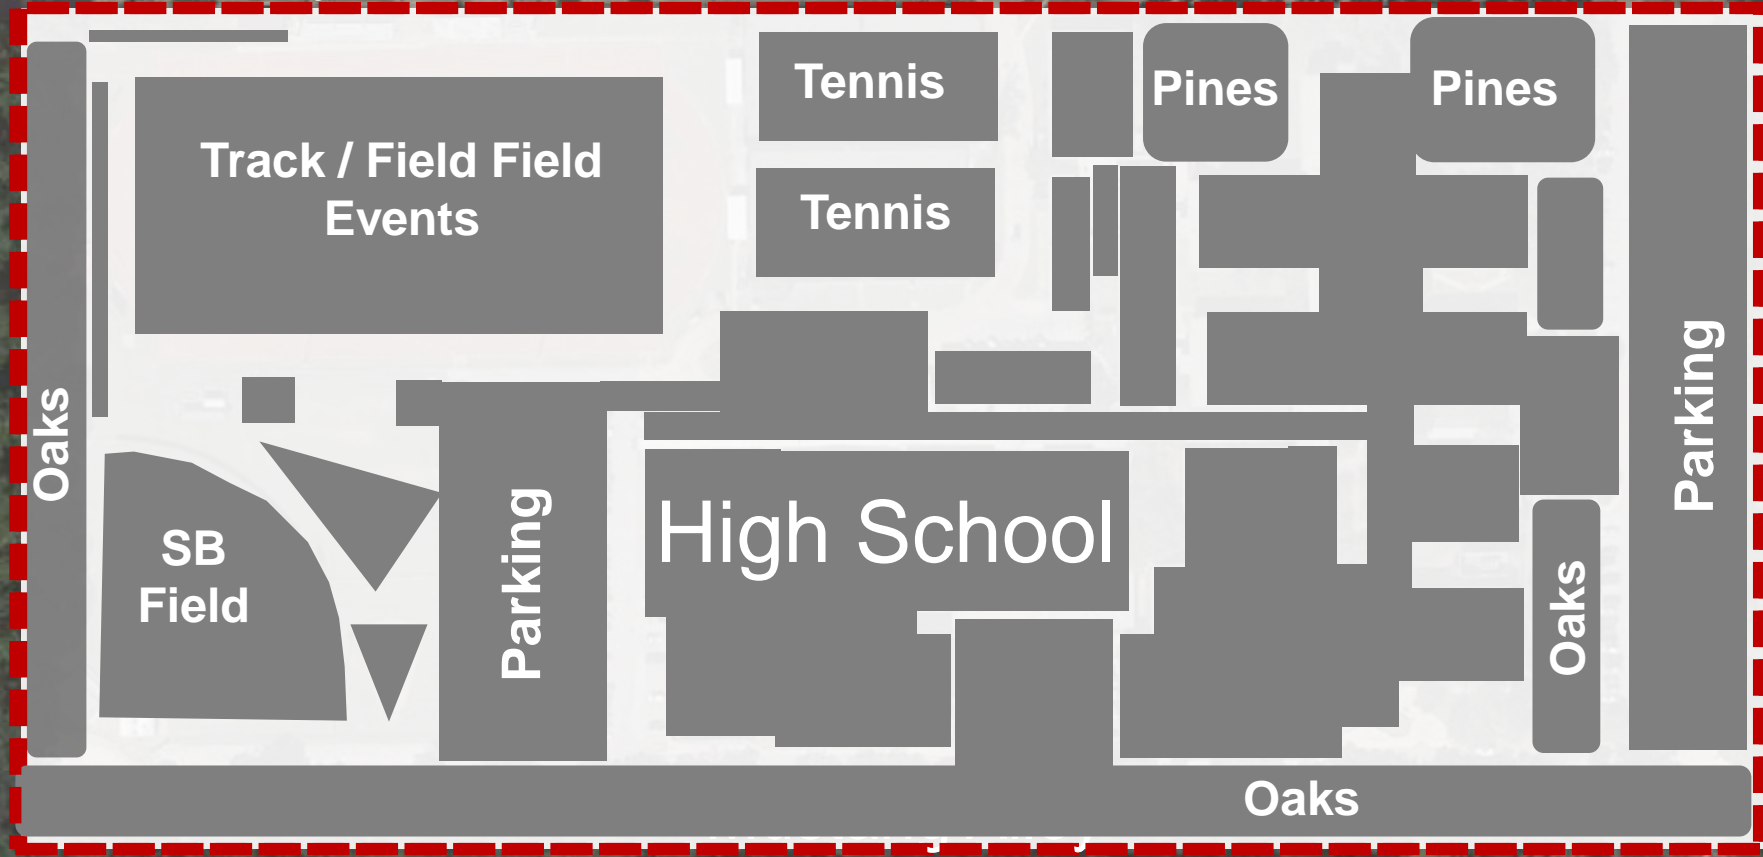 Tennis
Pines
Pines
Track / Field Field
Events
Tennis
Parking
Oaks
High School
SB
Field
Parking
Oaks
Oaks